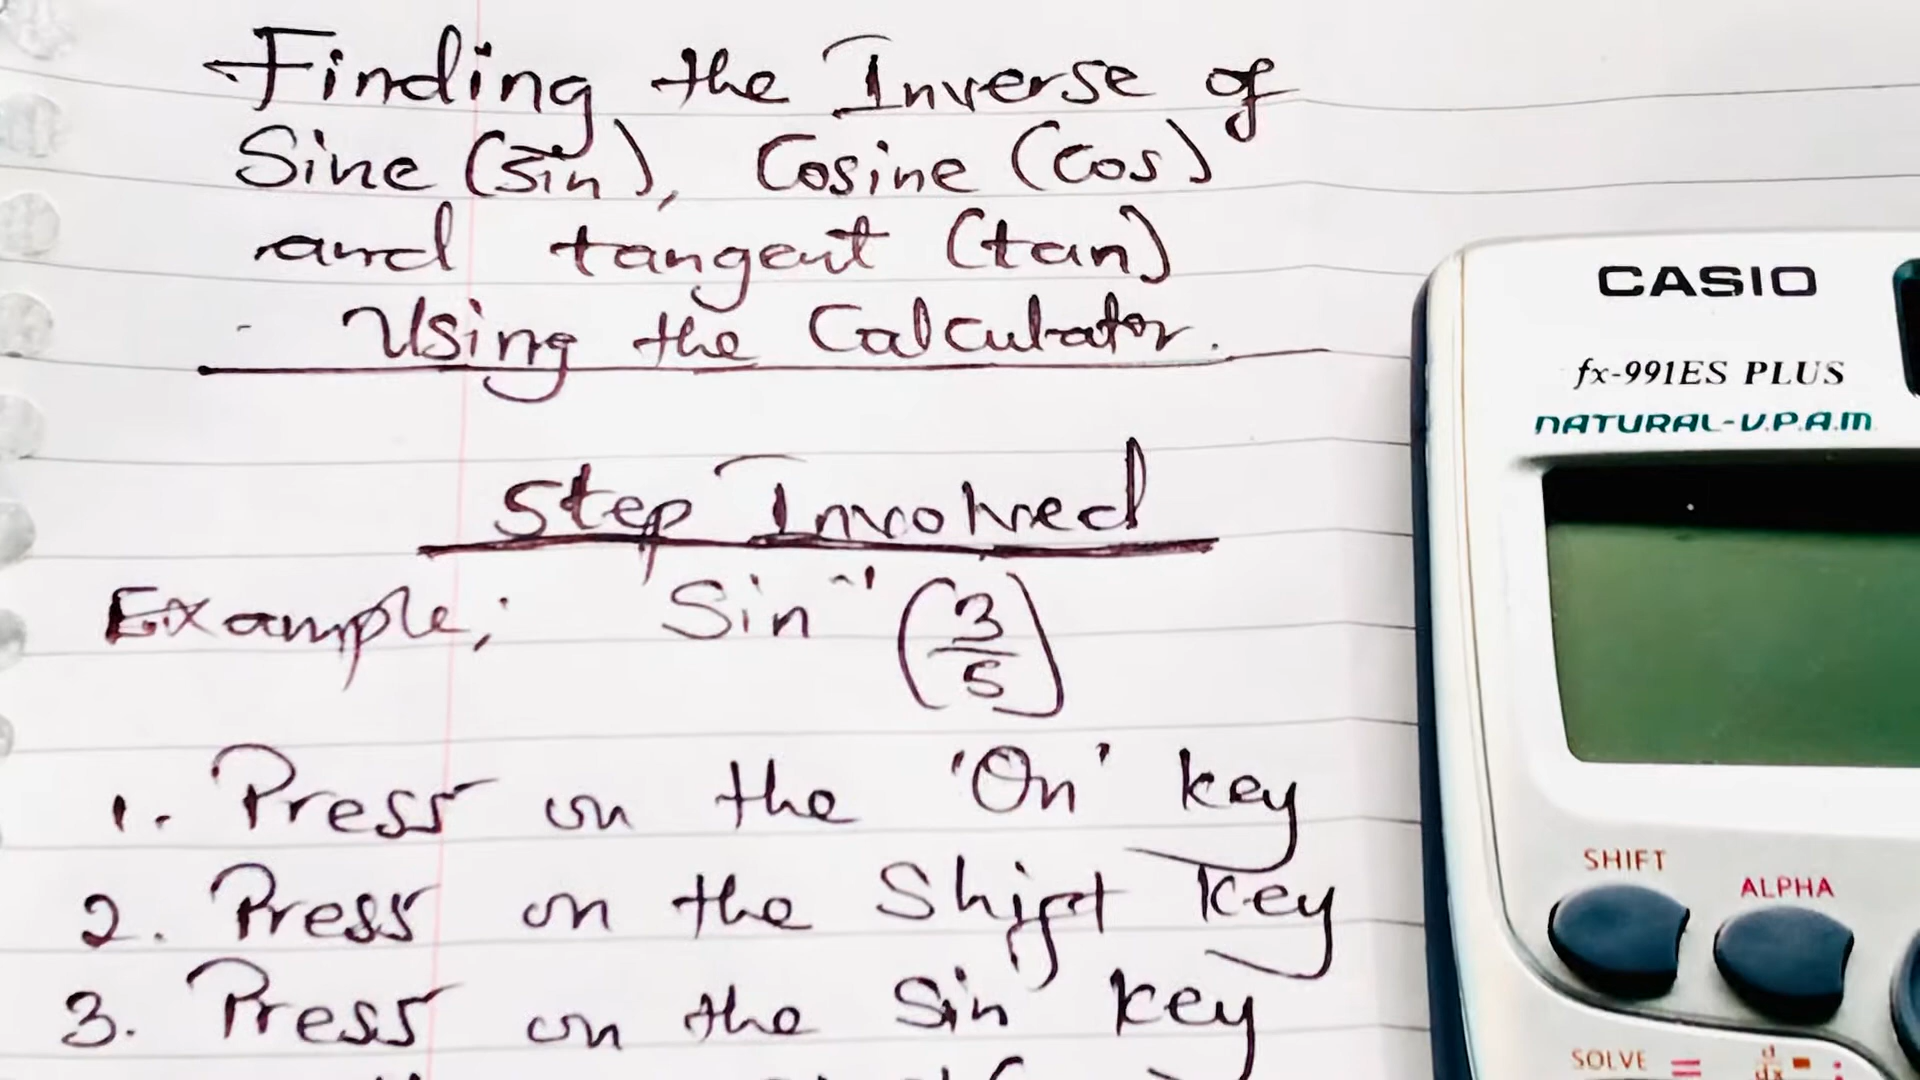 Finding the Inverse of
Sine (sin), Cosine (cos)
and tangent (tan)
Using the Calculator.
Step Involved
Example; Sin⁻¹ (3/5)
1. Press on the 'On' key
2. Press on the Shift key
3. Press on the Sin key
CASIO
fx-991ES PLUS
NATURAL-V.P.A.M.
SHIFT
ALPHA
SOLVE =
d/dx :